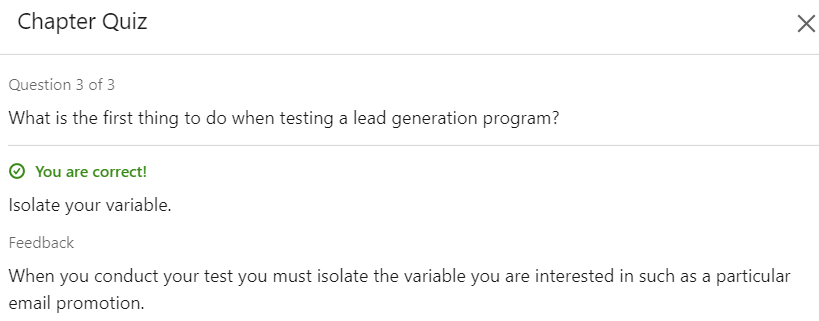 Chapter Quiz
Question 3 of 3
What is the first thing to do when testing a lead generation program?
You are correct!
Isolate your variable.
Feedback
When you conduct your test you must isolate the variable you are interested in such as a particular
email promotion.